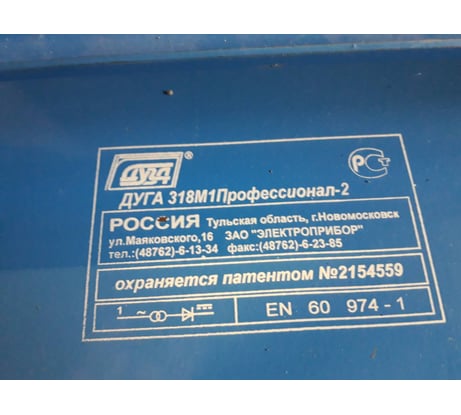 ДУГА ®
ДУГА 318М1Профессионал-2
РОССИЯ Тульская область, г.Новомосковск
ул.Маяковского,16 ЗАО "ЭЛЕКТРОПРИБОР"
тел.:(48762)-6-13-34 факс:(48762)-6-23-85
охраняется патентом №2154559
1 ~ EN 60 974-1